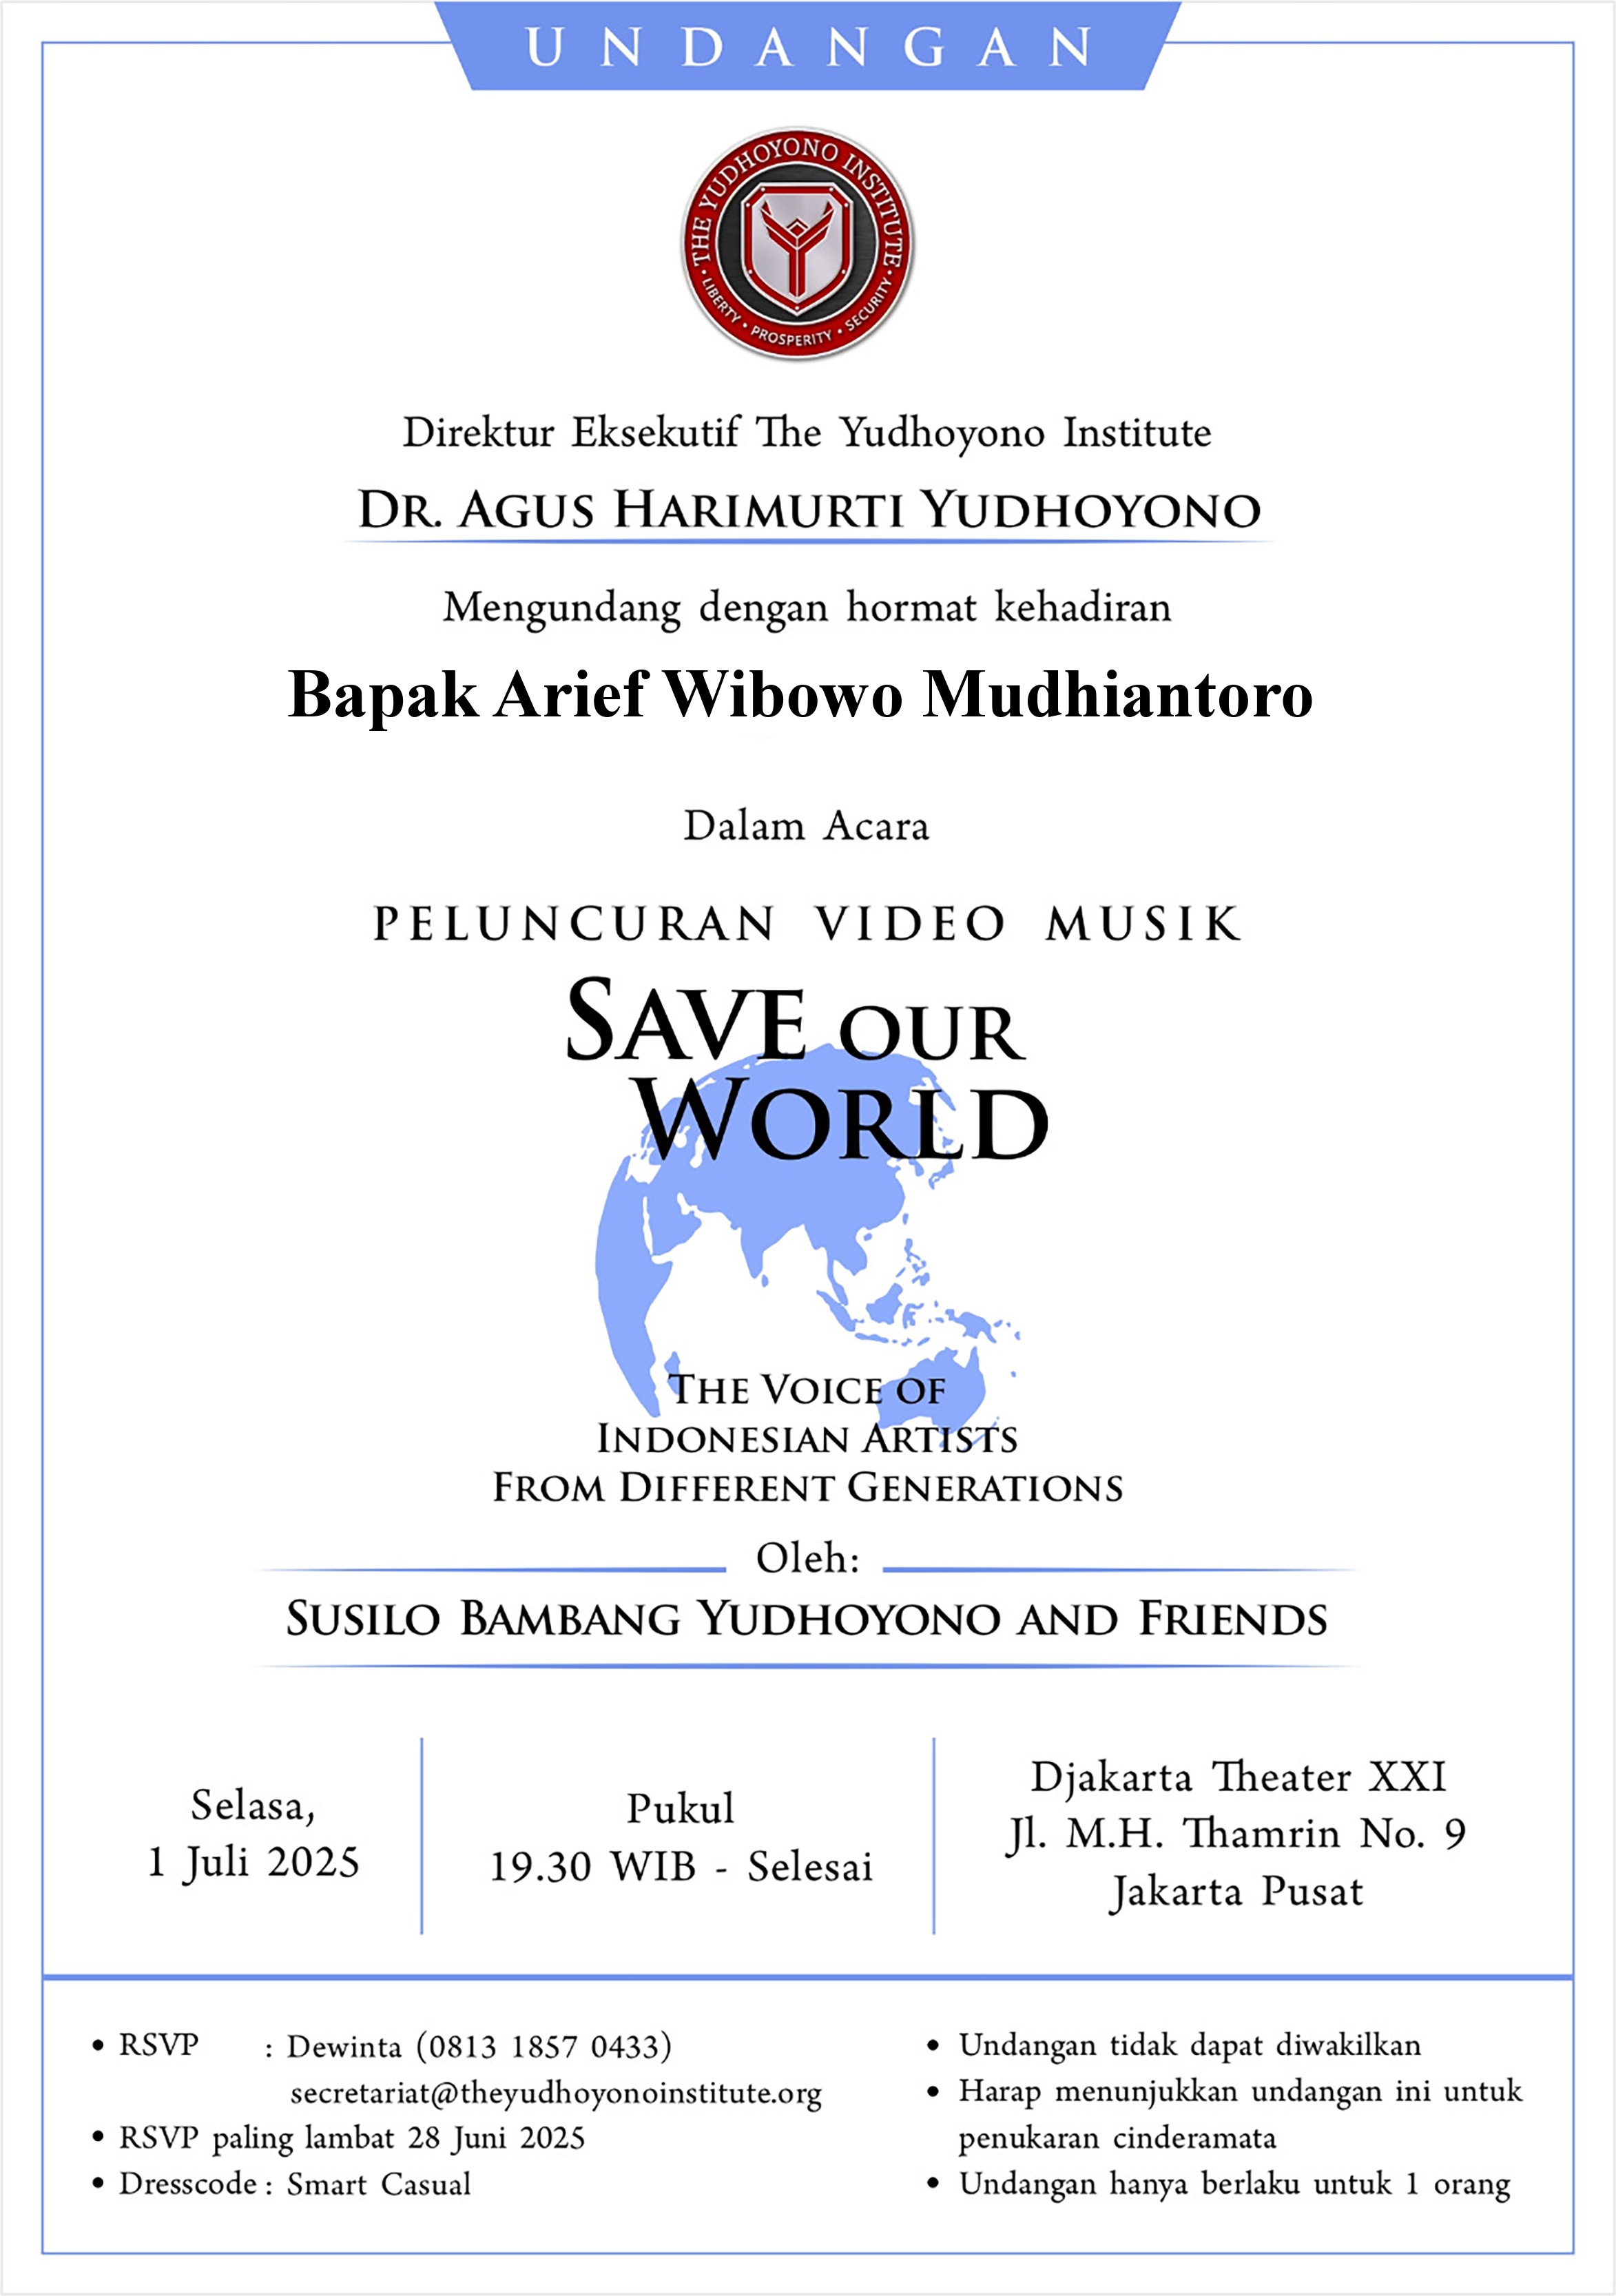 UNDANGAN
THE YUDHOYONO INSTITUTE
• LIBERTY • PROSPERITY • SECURITY •
Direktur Eksekutif The Yudhoyono Institute
DR. AGUS HARIMURTI YUDHOYONO
Mengundang dengan hormat kehadiran
Bapak Arief Wibowo Mudhiantoro
Dalam Acara
PELUNCURAN VIDEO MUSIK
SAVE OUR
WORLD
THE VOICE OF
INDONESIAN ARTISTS
FROM DIFFERENT GENERATIONS
Oleh:
SUSILO BAMBANG YUDHOYONO AND FRIENDS
Selasa,
1 Juli 2025
Pukul
19.30 WIB - Selesai
Djakarta Theater XXI
Jl. M.H. Thamrin No. 9
Jakarta Pusat
• RSVP : Dewinta (0813 1857 0433)
secretariat@theyudhoyonoinstitute.org
• RSVP paling lambat 28 Juni 2025
• Dresscode : Smart Casual
• Undangan tidak dapat diwakilkan
• Harap menunjukkan undangan ini untuk
penukaran cinderamata
• Undangan hanya berlaku untuk 1 orang